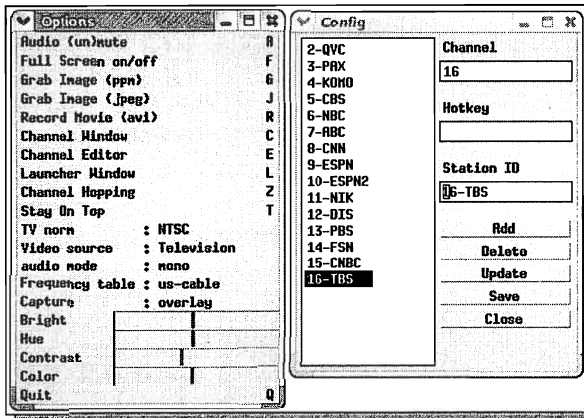 Options
Audio (un)mute A
Full Screen on/off F
Grab Image (ppm) G
Grab Image (jpeg) J
Record Movie (avi) R
Channel Window C
Channel Editor E
Launcher Window L
Channel Hopping Z
Stay On Top T
TV norm : NTSC
Video source : Television
audio mode : mono
Frequency table : us-cable
Capture : overlay
Bright
Hue
Contrast
Color
Quit Q
Config
2-QVC
3-PAX
4-KOMO
5-CBS
6-NBC
7-ABC
8-CNN
9-ESPN
10-ESPN2
11-NIK
12-DIS
13-PBS
14-FSN
15-CNBC
16-TBS
Channel
16
Hotkey
Station ID
16-TBS
Add
Delete
Update
Save
Close